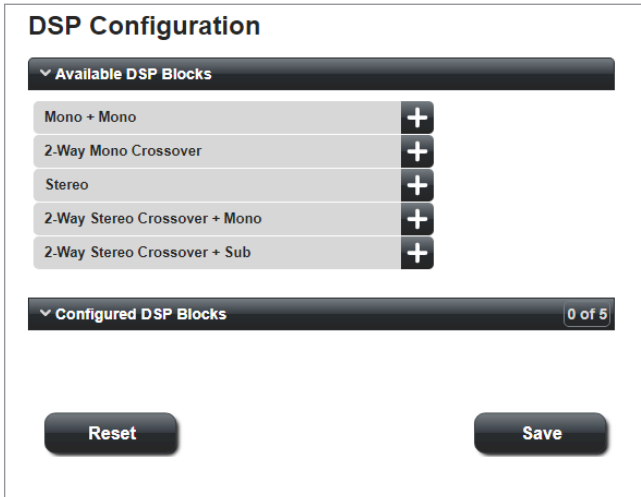 DSP Configuration
Available DSP Blocks
Mono + Mono
2-Way Mono Crossover
Stereo
2-Way Stereo Crossover + Mono
2-Way Stereo Crossover + Sub
Configured DSP Blocks 0 of 5
Reset Save